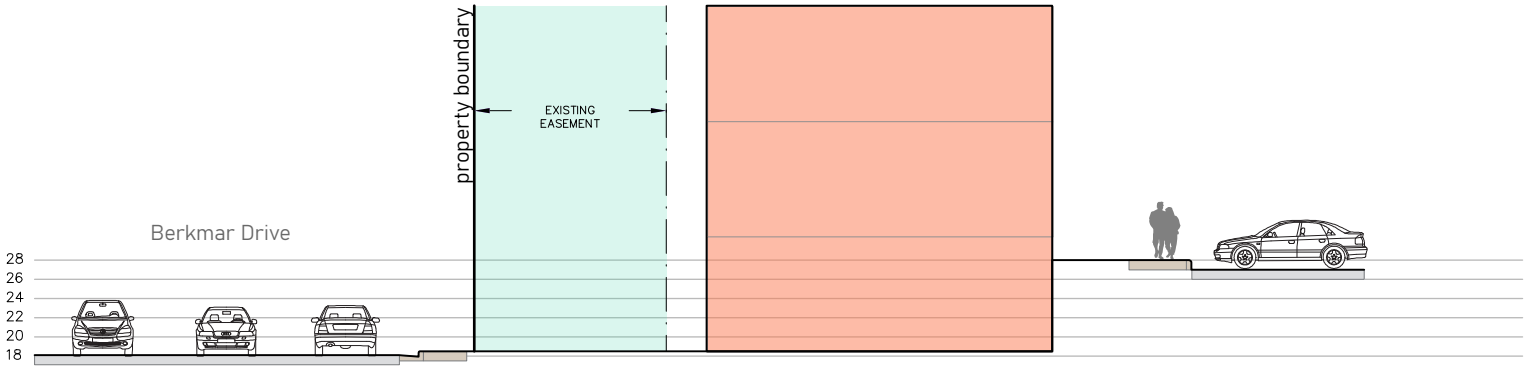 property boundary
EXISTING
EASEMENT
Berkmar Drive
28
26
24
22
20
18